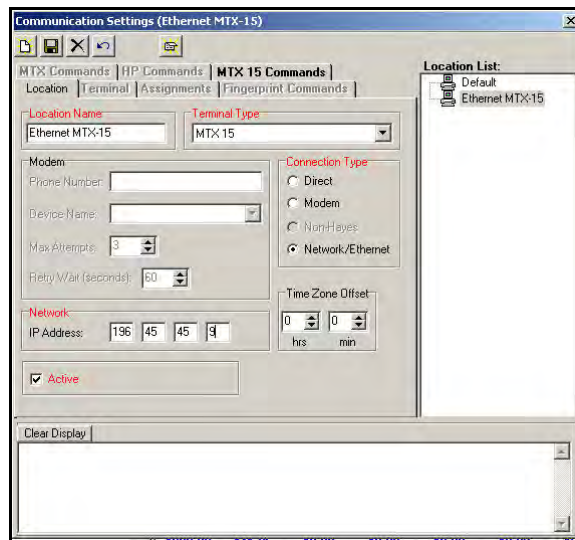 Communication Settings (Ethernet MTX-15)
MTX Commands HP Commands MTX 15 Commands
Location Terminal Assignments Fingerprint Commands
Location List:
Default
Ethernet MTX-15
Location Name
Ethernet MTX-15
Terminal Type
MTX 15
Modem
Phone Number:
Device Name:
Max Attempts: 3
Retry Wait (seconds): 60
Connection Type
Direct
Modem
Non-Hayes
Network/Ethernet
Network
IP Address: 196 45 45 9
Time Zone Offset
0 0
hrs min
Active
Clear Display